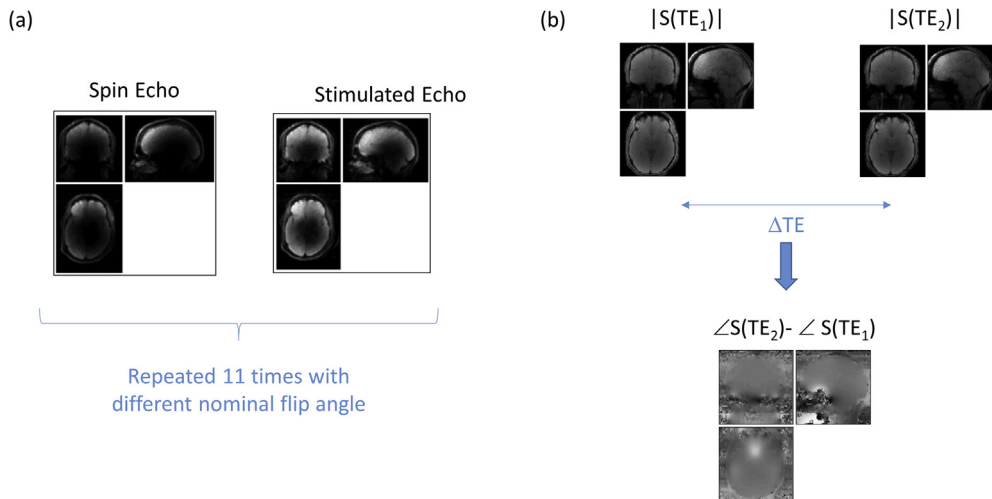 (a)
Spin Echo
Stimulated Echo
Repeated 11 times with
different nominal flip angle
(b)
|S(TE₁)|
|S(TE₂)|
ΔTE
∠S(TE₂)- ∠ S(TE₁)